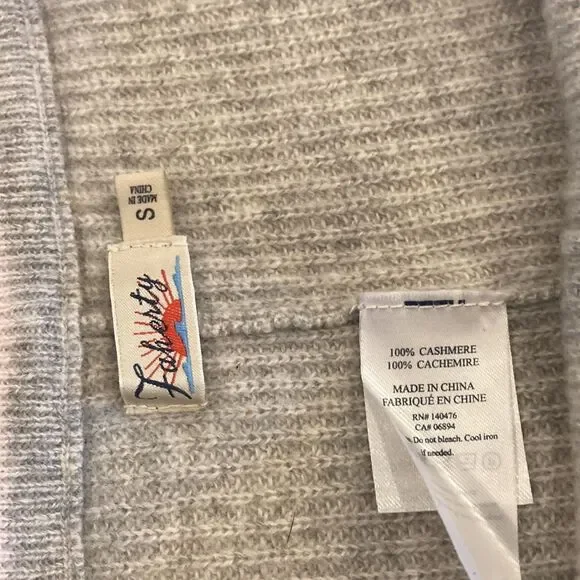 MADE IN
CHINA
S
Faherty
100% CASHMERE
100% CACHEMIRE
MADE IN CHINA
FABRIQUÉ EN CHINE
RN# 140476
CA# 06894
Do not bleach. Cool iron
if needed.